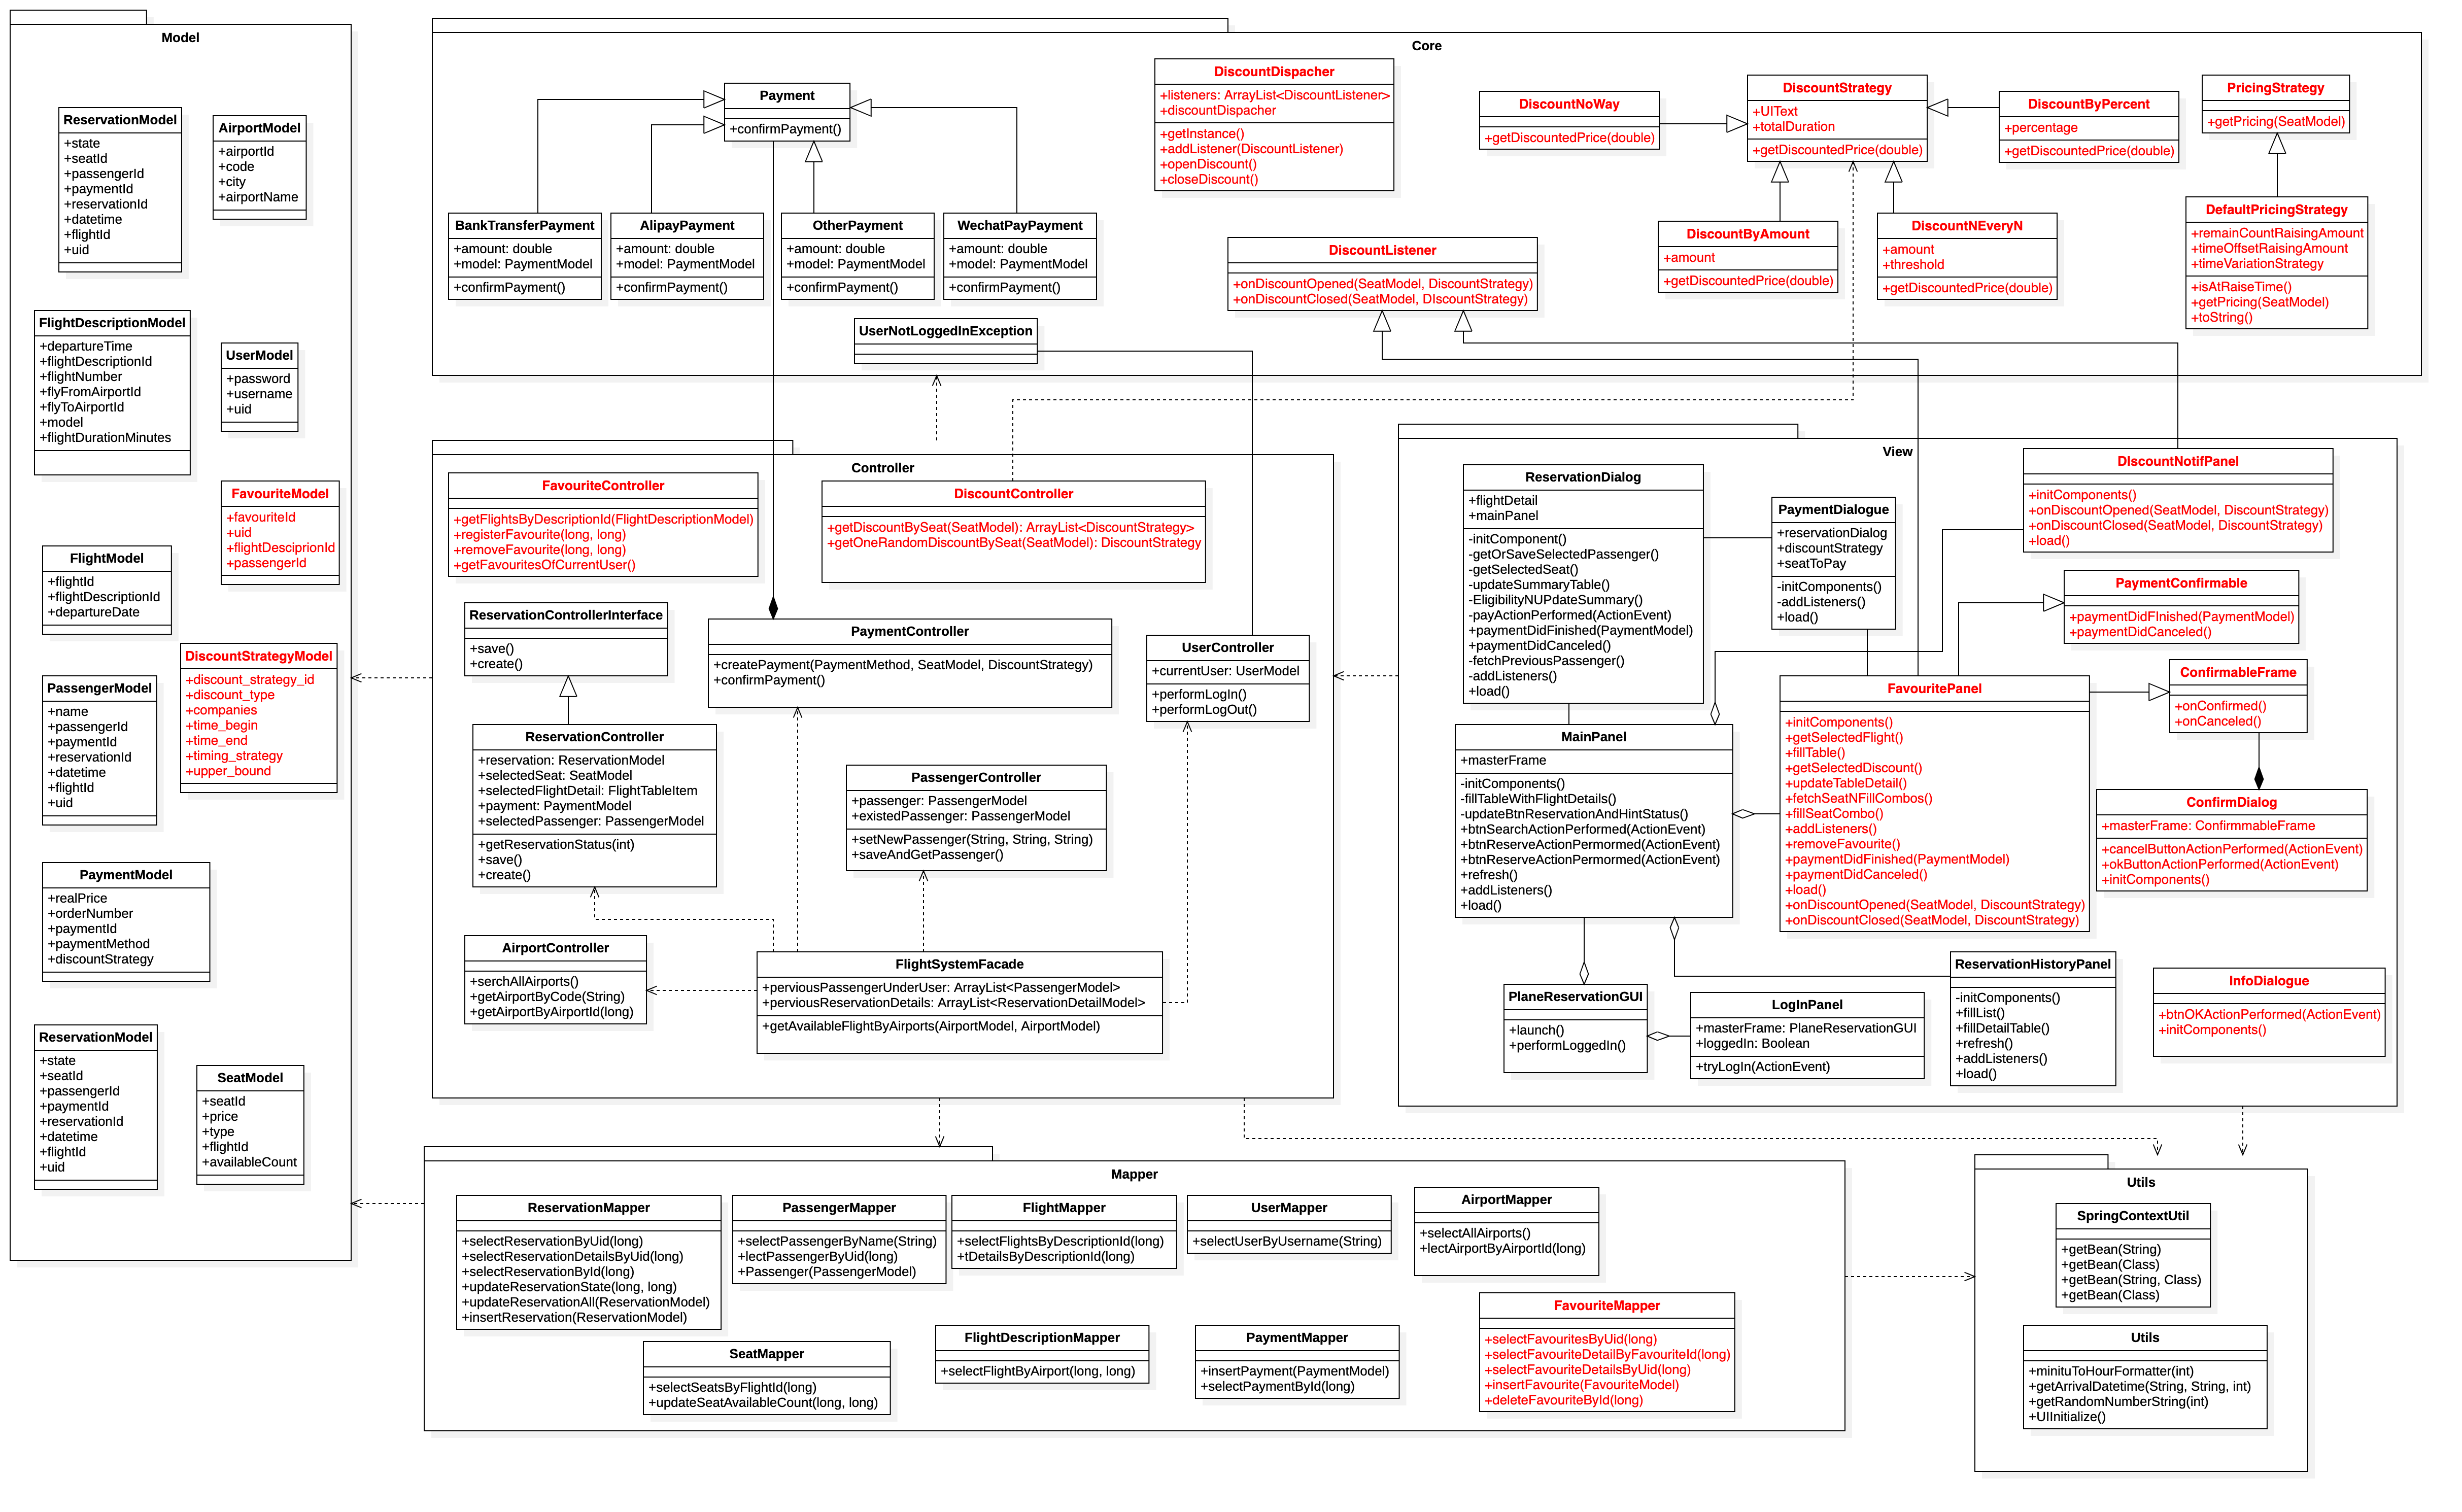 Model
ReservationModel
+state
+seatId
+passengerId
+paymentId
+reservationId
+datetime
+flightId
+uid
AirportModel
+airportId
+code
+city
+airportName
FlightDescriptionModel
+departureTime
+flightDescriptionId
+flightNumber
+flyFromAirportId
+flyToAirportId
+model
+flightDurationMinutes
UserModel
+password
+username
+uid
FavouriteModel
+favouriteId
+uid
+flightDesciprionId
+passengerId
FlightModel
+flightId
+flightDescriptionId
+departureDate
DiscountStrategyModel
+discount_strategy_id
+discount_type
+companies
+time_begin
+time_end
+timing_strategy
+upper_bound
PassengerModel
+name
+passengerId
+paymentId
+reservationId
+datetime
+flightId
+uid
PaymentModel
+realPrice
+orderNumber
+paymentId
+paymentMethod
+discountStrategy
ReservationModel
+state
+seatId
+passengerId
+paymentId
+reservationId
+datetime
+flightId
+uid
SeatModel
+seatId
+price
+type
+flightId
+availableCount
Core
Payment
+confirmPayment()
BankTransferPayment
+amount: double
+model: PaymentModel
+confirmPayment()
AlipayPayment
+amount: double
+model: PaymentModel
+confirmPayment()
OtherPayment
+amount: double
+model: PaymentModel
+confirmPayment()
WechatPayPayment
+amount: double
+model: PaymentModel
+confirmPayment()
UserNotLoggedInException
DiscountDispacher
+listeners: ArrayList<DiscountListener>
+discountDispacher
+getInstance()
+addListener(DiscountListener)
+openDiscount()
+closeDiscount()
DiscountListener
+onDiscountOpened(SeatModel, DiscountStrategy)
+onDiscountClosed(SeatModel, DIscountStrategy)
DiscountNoWay
+getDiscountedPrice(double)
DiscountStrategy
+UIText
+totalDuration
+getDiscountedPrice(double)
DiscountByPercent
+percentage
+getDiscountedPrice(double)
DiscountByAmount
+amount
+getDiscountedPrice(double)
DiscountNEveryN
+amount
+threshold
+getDiscountedPrice(double)
PricingStrategy
+getPricing(SeatModel)
DefaultPricingStrategy
+remainCountRaisingAmount
+timeOffsetRaisingAmount
+timeVariationStrategy
+isAtRaiseTime()
+getPricing(SeatModel)
+toString()
Controller
FavouriteController
+getFlightsByDescriptionId(FlightDescriptionModel)
+registerFavourite(long, long)
+removeFavourite(long, long)
+getFavouritesOfCurrentUser()
DiscountController
+getDiscountBySeat(SeatModel): ArrayList<DiscountStrategy>
+getOneRandomDiscountBySeat(SeatModel): DiscountStrategy
ReservationControllerInterface
+save()
+create()
PaymentController
+createPayment(PaymentMethod, SeatModel, DiscountStrategy)
+confirmPayment()
UserController
+currentUser: UserModel
+performLogIn()
+performLogOut()
ReservationController
+reservation: ReservationModel
+selectedSeat: SeatModel
+selectedFlightDetail: FlightTableItem
+payment: PaymentModel
+selectedPassenger: PassengerModel
+getReservationStatus(int)
+save()
+create()
PassengerController
+passenger: PassengerModel
+existedPassenger: PassengerModel
+setNewPassenger(String, String, String)
+saveAndGetPassenger()
AirportController
+serchAllAirports()
+getAirportByCode(String)
+getAirportByAirportId(long)
FlightSystemFacade
+perviousPassengerUnderUser: ArrayList<PassengerModel>
+perviousReservationDetails: ArrayList<ReservationDetailModel>
+getAvailableFlightByAirports(AirportModel, AirportModel)
View
ReservationDialog
+flightDetail
+mainPanel
-initComponent()
-getOrSaveSelectedPassenger()
-getSelectedSeat()
-updateSummaryTable()
-EligibilityNUPdateSummary()
-payActionPerformed(ActionEvent)
+paymentDidFinished(PaymentModel)
+paymentDidCanceled()
-fetchPreviousPassenger()
-addListeners()
+load()
PaymentDialogue
+reservationDialog
+discountStrategy
+seatToPay
-initComponents()
-addListeners()
+load()
DIscountNotifPanel
+initComponents()
+onDiscountOpened(SeatModel, DiscountStrategy)
+onDiscountClosed(SeatModel, DiscountStrategy)
+load()
PaymentConfirmable
+paymentDidFInished(PaymentModel)
+paymentDidCanceled()
ConfirmableFrame
+onConfirmed()
+onCanceled()
ConfirmDialog
+masterFrame: ConfirmmableFrame
+cancelButtonActionPerformed(ActionEvent)
+okButtonActionPerformed(ActionEvent)
+initComponents()
FavouritePanel
+initComponents()
+getSelectedFlight()
+fillTable()
+getSelectedDiscount()
+updateTableDetail()
+fetchSeatNFillCombos()
+fillSeatCombo()
+addListeners()
+removeFavourite()
+paymentDidFinished(PaymentModel)
+paymentDidCanceled()
+load()
+onDiscountOpened(SeatModel, DiscountStrategy)
+onDiscountClosed(SeatModel, DiscountStrategy)
MainPanel
+masterFrame
-initComponents()
-fillTableWithFlightDetails()
-updateBtnReservationAndHintStatus()
+btnSearchActionPerformed(ActionEvent)
+btnReserveActionPermormed(ActionEvent)
+btnReserveActionPermormed(ActionEvent)
+refresh()
+addListeners()
+load()
PlaneReservationGUI
+launch()
+performLoggedIn()
LogInPanel
+masterFrame: PlaneReservationGUI
+loggedIn: Boolean
+tryLogIn(ActionEvent)
ReservationHistoryPanel
-initComponents()
+fillList()
+fillDetailTable()
+refresh()
+addListeners()
+load()
InfoDialogue
+btnOKActionPerformed(ActionEvent)
+initComponents()
Mapper
ReservationMapper
+selectReservationByUid(long)
+selectReservationDetailsByUid(long)
+selectReservationById(long)
+updateReservationState(long, long)
+updateReservationAll(ReservationModel)
+insertReservation(ReservationModel)
PassengerMapper
+selectPassengerByName(String)
+lectPassengerByUid(long)
+Passenger(PassengerModel)
FlightMapper
+selectFlightsByDescriptionId(long)
+tDetailsByDescriptionId(long)
UserMapper
+selectUserByUsername(String)
AirportMapper
+selectAllAirports()
+lectAirportByAirportId(long)
SeatMapper
+selectSeatsByFlightId(long)
+updateSeatAvailableCount(long, long)
FlightDescriptionMapper
+selectFlightByAirport(long, long)
PaymentMapper
+insertPayment(PaymentModel)
+selectPaymentById(long)
FavouriteMapper
+selectFavouritesByUid(long)
+selectFavouriteDetailByFavouriteId(long)
+selectFavouriteDetailsByUid(long)
+insertFavourite(FavouriteModel)
+deleteFavouriteById(long)
Utils
SpringContextUtil
+getBean(String)
+getBean(Class)
+getBean(String, Class)
+getBean(Class)
Utils
+minituToHourFormatter(int)
+getArrivalDatetime(String, String, int)
+getRandomNumberString(int)
+UIInitialize()